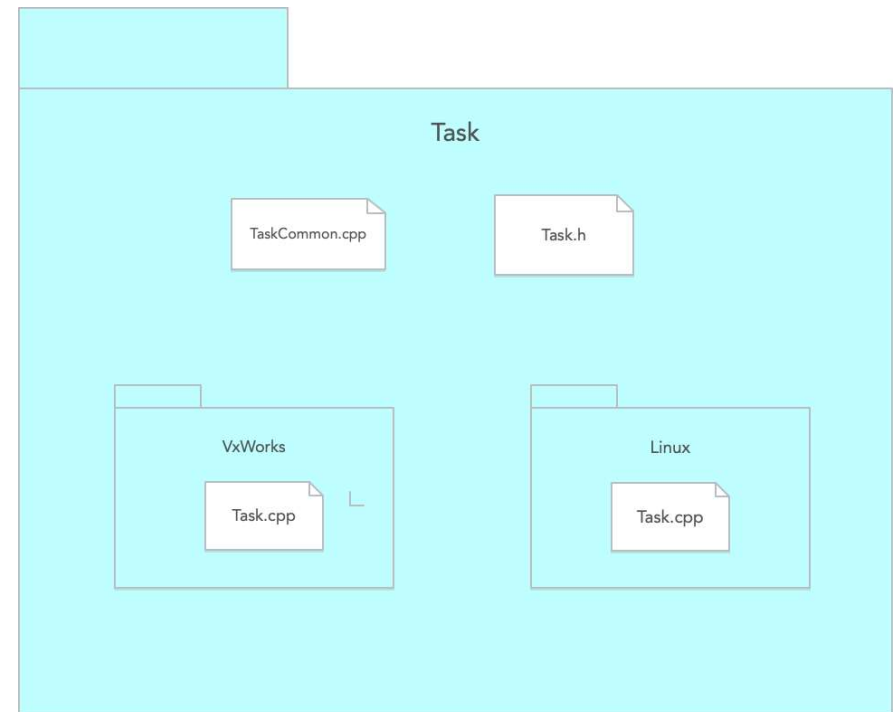 Task
TaskCommon.cpp
Task.h
VxWorks
Linux
Task.cpp
Task.cpp